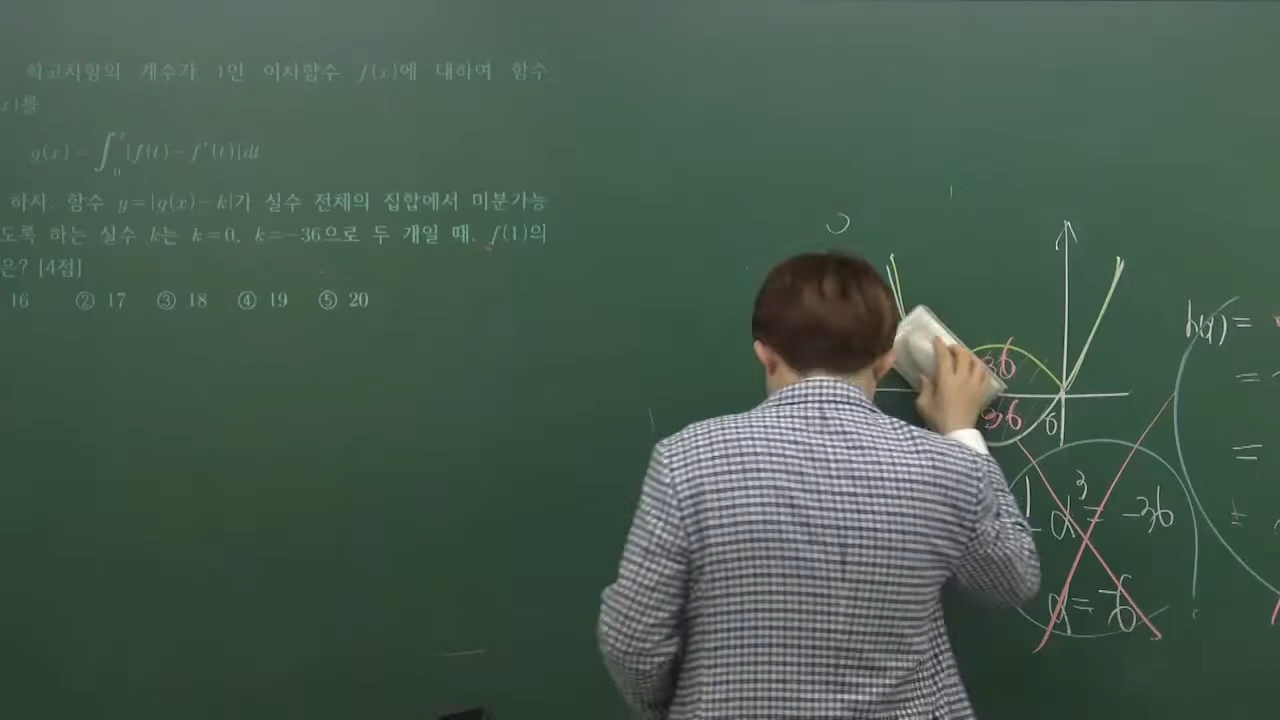 최고차항의 계수가 1인 이차함수 f(x)에 대하여 함수
x)를
g(x)=∫₀ˣ|f(t)-f'(t)|dt
하자. 함수 y=|g(x)-k|가 실수 전체의 집합에서 미분가능
도록 하는 실수 k는 k=0, k=-36으로 두 개일 때, f(1)의
은? [4점]
16 ② 17 ③ 18 ④ 19 ⑤ 20
36
36
6
h(x)=
=
=
±
α³=-36
α=-6